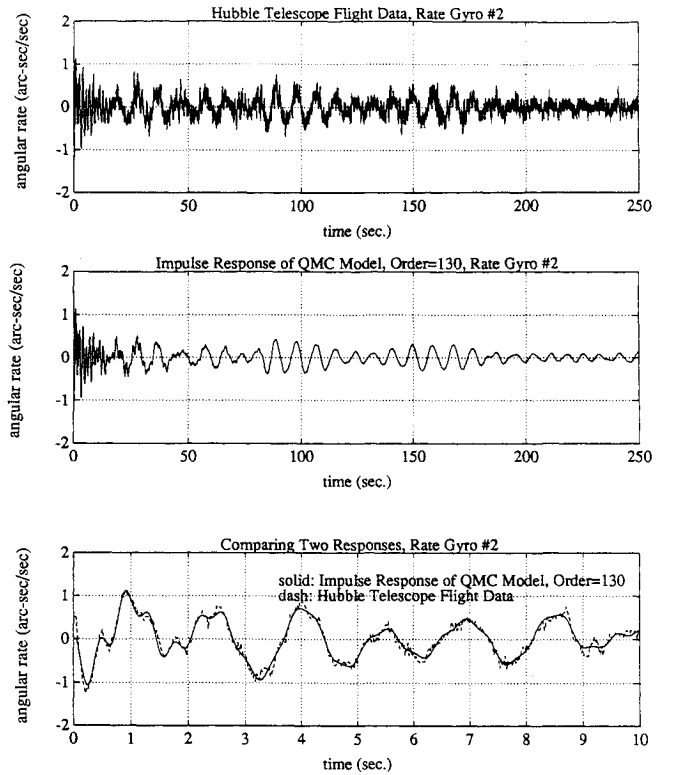 Hubble Telescope Flight Data, Rate Gyro #2
2
1
0
-1
-2
angular rate (arc-sec/sec)
0 50 100 150 200 250
time (sec.)
Impulse Response of QMC Model, Order=130, Rate Gyro #2
2
1
0
-1
-2
angular rate (arc-sec/sec)
0 50 100 150 200 250
time (sec.)
Comparing Two Responses, Rate Gyro #2
solid: Impulse Response of QMC Model, Order=130
dash: Hubble Telescope Flight Data
2
1
0
-1
-2
angular rate (arc-sec/sec)
0 1 2 3 4 5 6 7 8 9 10
time (sec.)